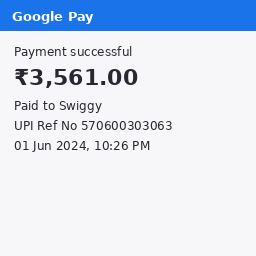 Google Pay
Payment successful
₹3,561.00
Paid to Swiggy
UPI Ref No 570600303063
01 Jun 2024, 10:26 PM